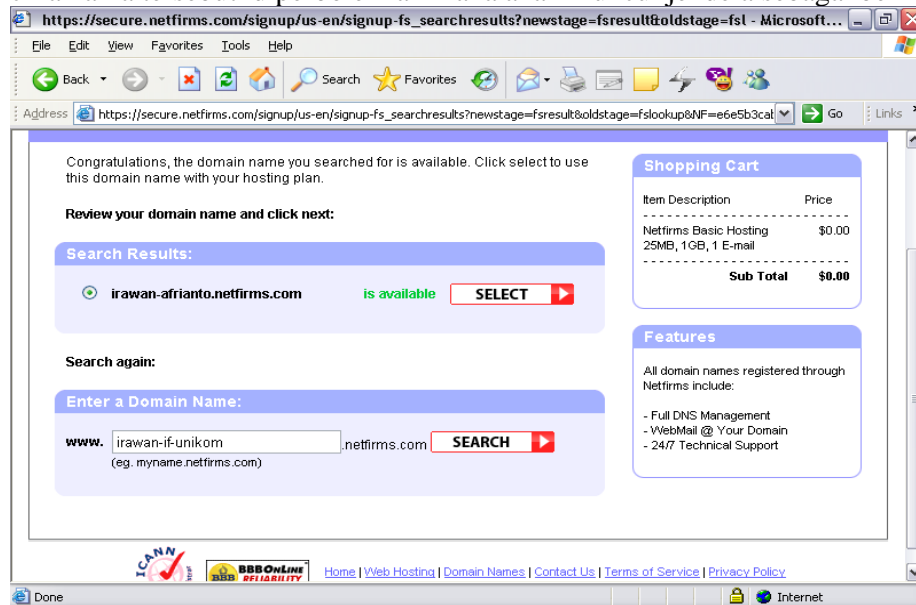 https://secure.netfirms.com/signup/us-en/signup-fs_searchresults?newstage=fsresult&oldstage=fsl - Microsoft...
File Edit View Favorites Tools Help
Back Search Favorites
Address https://secure.netfirms.com/signup/us-en/signup-fs_searchresults?newstage=fsresult&oldstage=fslookup&NF=e6e5b3cal Go Links
Congratulations, the domain name you searched for is available. Click select to use
this domain name with your hosting plan.
Review your domain name and click next:
Search Results:
irawan-afrianto.netfirms.com is available SELECT
Search again:
Enter a Domain Name:
www. irawan-if-unikom .netfirms.com SEARCH
(eg. myname.netfirms.com)
Shopping Cart
Item Description Price
Netfirms Basic Hosting $0.00
25MB, 1GB, 1 E-mail
Sub Total $0.00
Features
All domain names registered through
Netfirms include:
- Full DNS Management
- WebMail @ Your Domain
- 24/7 Technical Support
ICANN
BBB BBBONLINE
RELIABILITY
Home | Web Hosting | Domain Names | Contact Us | Terms of Service | Privacy Policy
Done Internet